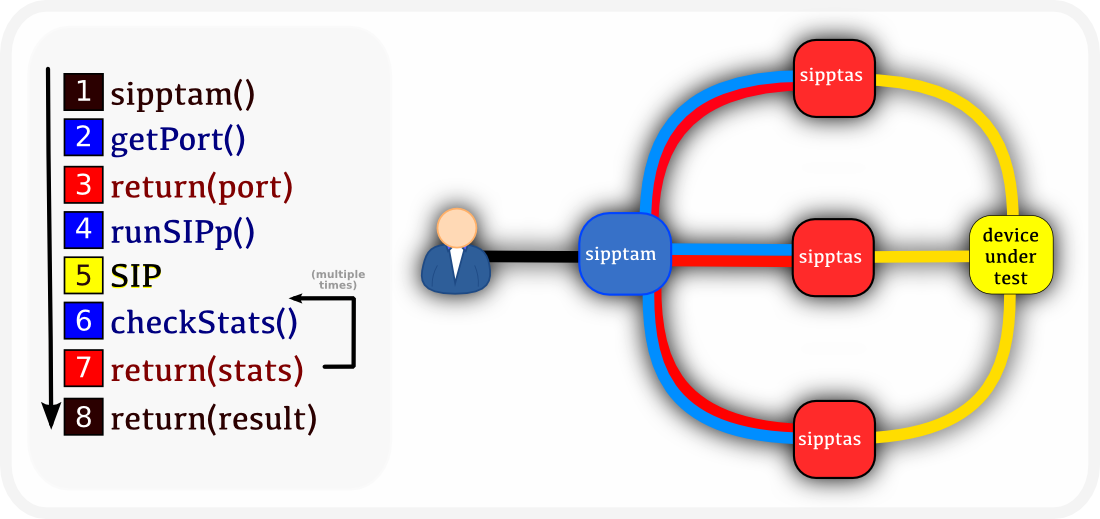 1 sipptam()
2 getPort()
3 return(port)
4 runSIPp()
5 SIP
(multiple
times)
6 checkStats()
7 return(stats)
8 return(result)
sipptam
sipptas
sipptas
sipptas
device
under
test